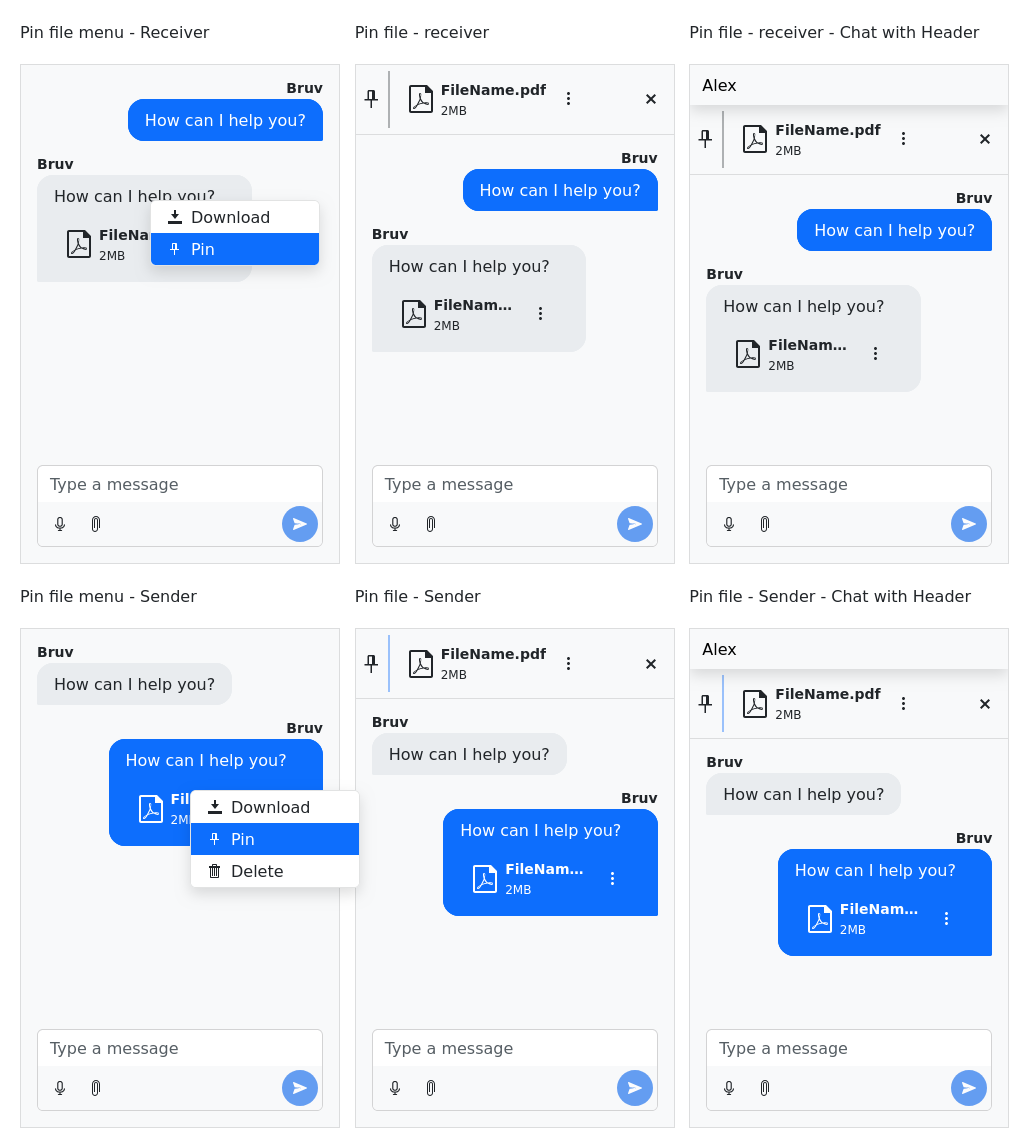 Pin file menu - Receiver
Bruv
How can I help you?
Bruv
How can I help you?
FileNa
2MB
Download
Pin
Type a message
Pin file - receiver
FileName.pdf
2MB
Bruv
How can I help you?
Bruv
How can I help you?
FileNam...
2MB
Type a message
Pin file - receiver - Chat with Header
Alex
FileName.pdf
2MB
Bruv
How can I help you?
Bruv
How can I help you?
FileNam...
2MB
Type a message
Pin file menu - Sender
Bruv
How can I help you?
Bruv
How can I help you?
Fil
2M
Download
Pin
Delete
Type a message
Pin file - Sender
FileName.pdf
2MB
Bruv
How can I help you?
Bruv
How can I help you?
FileNam...
2MB
Type a message
Pin file - Sender - Chat with Header
Alex
FileName.pdf
2MB
Bruv
How can I help you?
Bruv
How can I help you?
FileNam...
2MB
Type a message